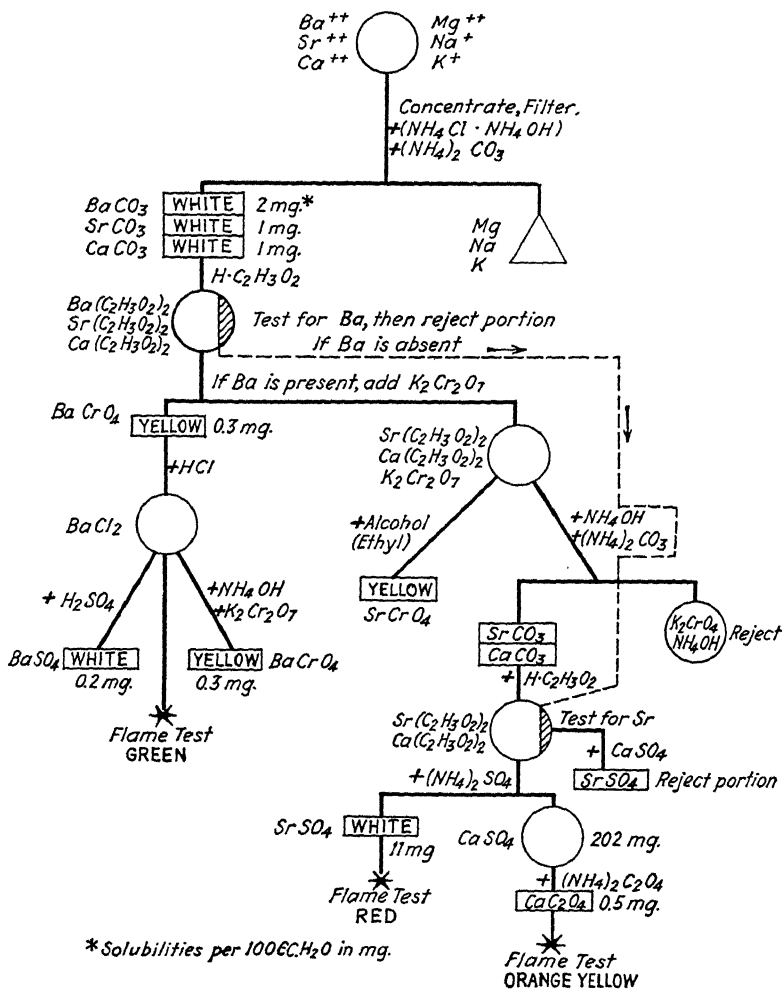 Ba++ Mg++
Sr++ Na+
Ca++ K+
Concentrate, Filter.
+(NH4Cl · NH4OH)
+(NH4)2 CO3
BaCO3 WHITE 2 mg.*
SrCO3 WHITE 1 mg.
CaCO3 WHITE 1 mg.
Mg
Na
K
H·C2H3O2
Ba(C2H3O2)2
Sr(C2H3O2)2
Ca(C2H3O2)2
Test for Ba, then reject portion
If Ba is absent
If Ba is present, add K2Cr2O7
BaCrO4 YELLOW 0.3 mg.
Sr(C2H3O2)2
Ca(C2H3O2)2
K2Cr2O7
+HCl
BaCl2
+Alcohol
(Ethyl)
+NH4OH
+(NH4)2 CO3
YELLOW
SrCrO4
+ H2SO4
+NH4OH
+K2Cr2O7
SrCO3
CaCO3
K2CrO4
NH4OH
Reject
BaSO4 WHITE
0.2 mg.
YELLOW BaCrO4
0.3 mg.
+ H·C2H3O2
Flame Test
GREEN
Sr(C2H3O2)2
Ca(C2H3O2)2
Test for Sr
+ CaSO4
SrSO4 Reject portion
+(NH4)2 SO4
SrSO4 WHITE
11 mg
CaSO4 202 mg.
+ (NH4)2C2O4
CaC2O4 0.5 mg.
Flame Test
RED
Flame Test
ORANGE YELLOW
*Solubilities per 100CC.H2O in mg.